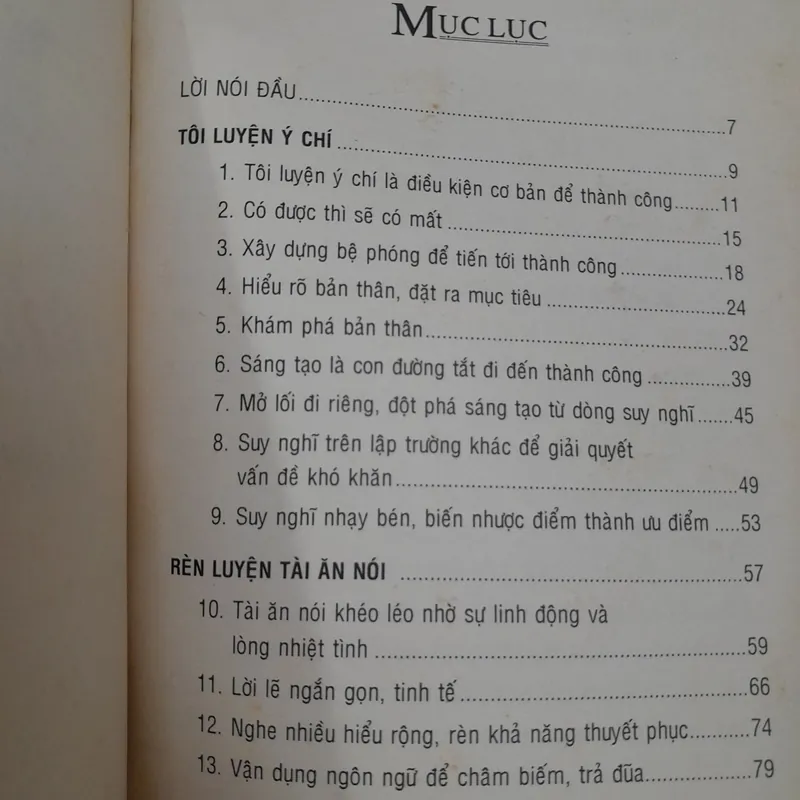 MỤC LỤC
LỜI NÓI ĐẦU.......................................................7
TÔI LUYỆN Ý CHÍ.......................................................9
1. Tôi luyện ý chí là điều kiện cơ bản để thành công.........11
2. Có được thì sẽ có mất.......................................15
3. Xây dựng bệ phóng để tiến tới thành công...............18
4. Hiểu rõ bản thân, đặt ra mục tiêu.........................24
5. Khám phá bản thân..........................................32
6. Sáng tạo là con đường tắt đi đến thành công..............39
7. Mở lối đi riêng, đột phá sáng tạo từ dòng suy nghĩ.......45
8. Suy nghĩ trên lập trường khác để giải quyết
vấn đề khó khăn................................................49
9. Suy nghĩ nhạy bén, biến nhược điểm thành ưu điểm.....53
RÈN LUYỆN TÀI ĂN NÓI................................................57
10. Tài ăn nói khéo léo nhờ sự linh động và
lòng nhiệt tình..................................................59
11. Lời lẽ ngắn gọn, tinh tế.....................................66
12. Nghe nhiều hiểu rộng, rèn khả năng thuyết phục..........74
13. Vận dụng ngôn ngữ để châm biếm, trả đũa...............79